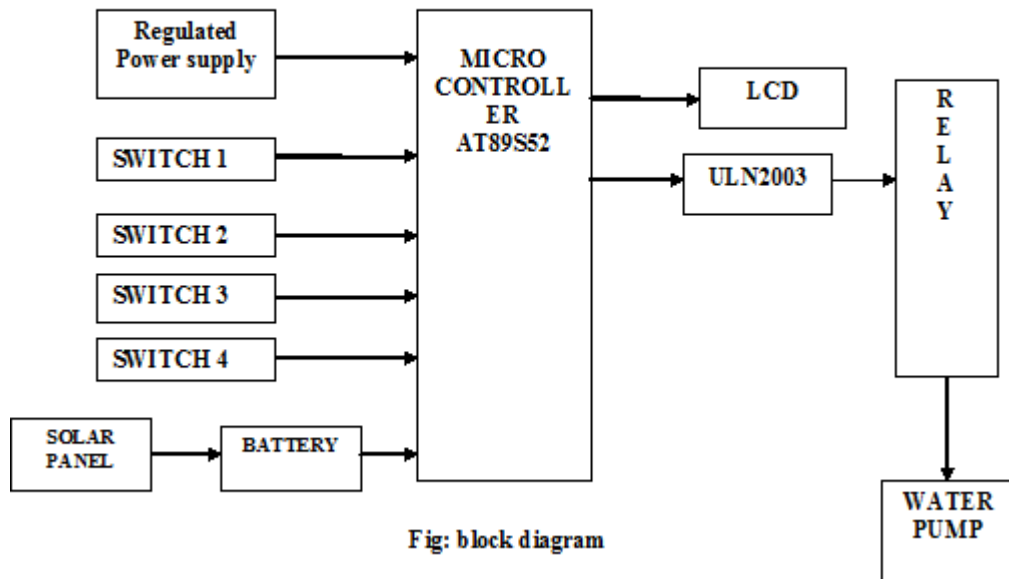 Regulated
Power supply
SWITCH 1
SWITCH 2
SWITCH 3
SWITCH 4
SOLAR
PANEL
BATTERY
MICRO
CONTROLL
ER
AT89S52
LCD
ULN2003
R
E
L
A
Y
WATER
PUMP
Fig: block diagram